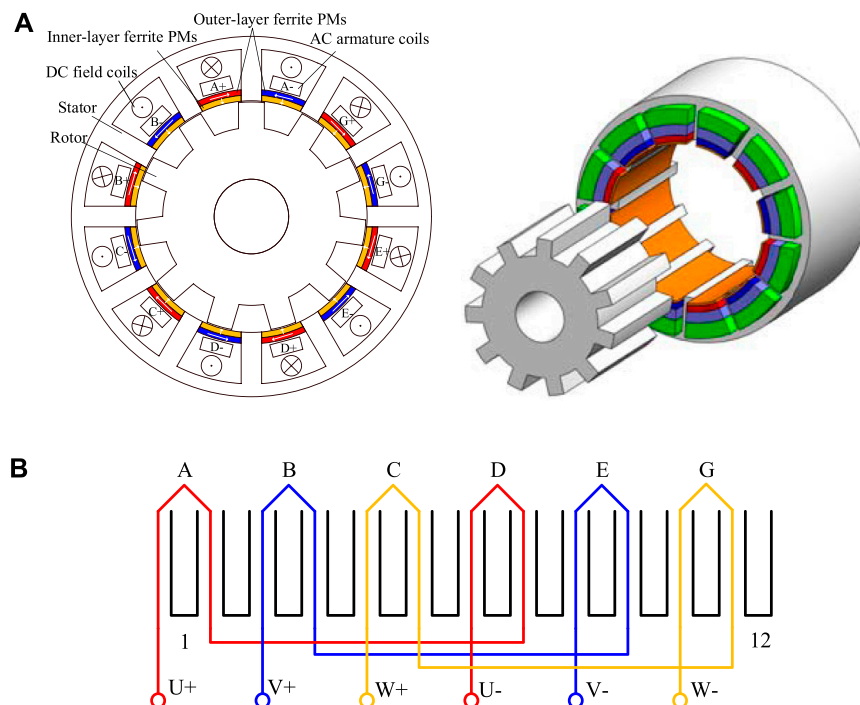 A
Outer-layer ferrite PMs
Inner-layer ferrite PMs
AC armature coils
DC field coils
Stator
Rotor
A+
A-
B-
G+
B+
G-
C-
E+
C+
E-
D-
D+
B
A B C D E G
1 12
U+ V+ W+ U- V- W-